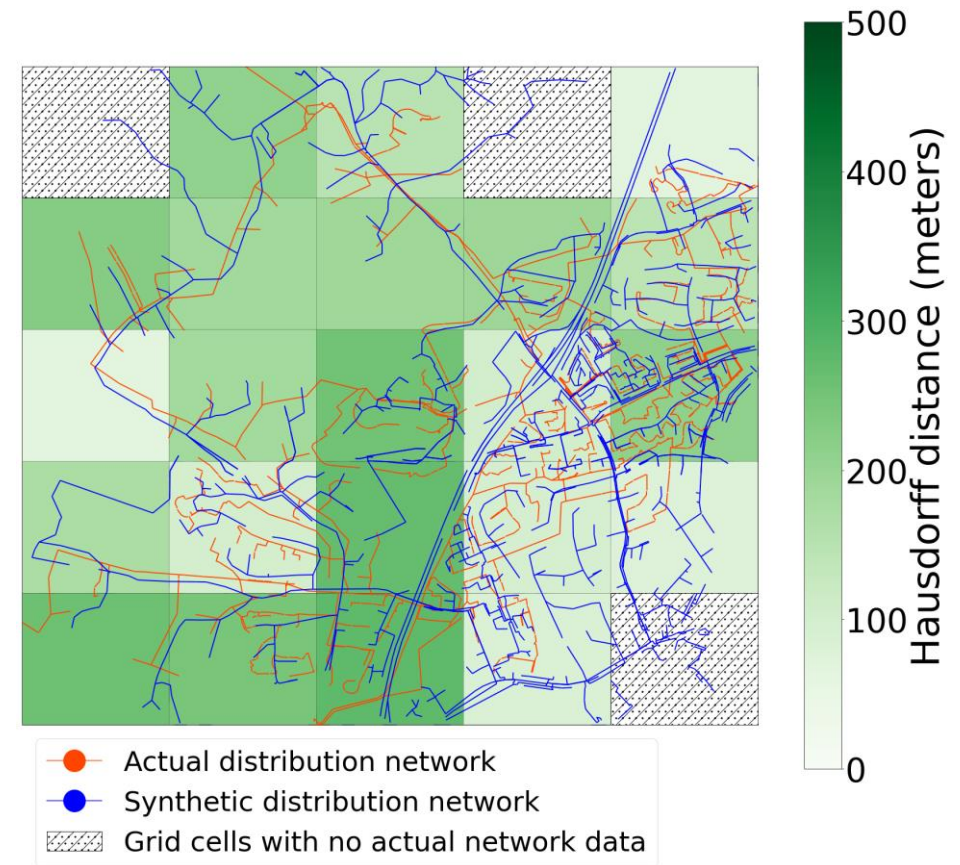 500
400
300
200
100
0
Hausdorff distance (meters)
Actual distribution network
Synthetic distribution network
Grid cells with no actual network data